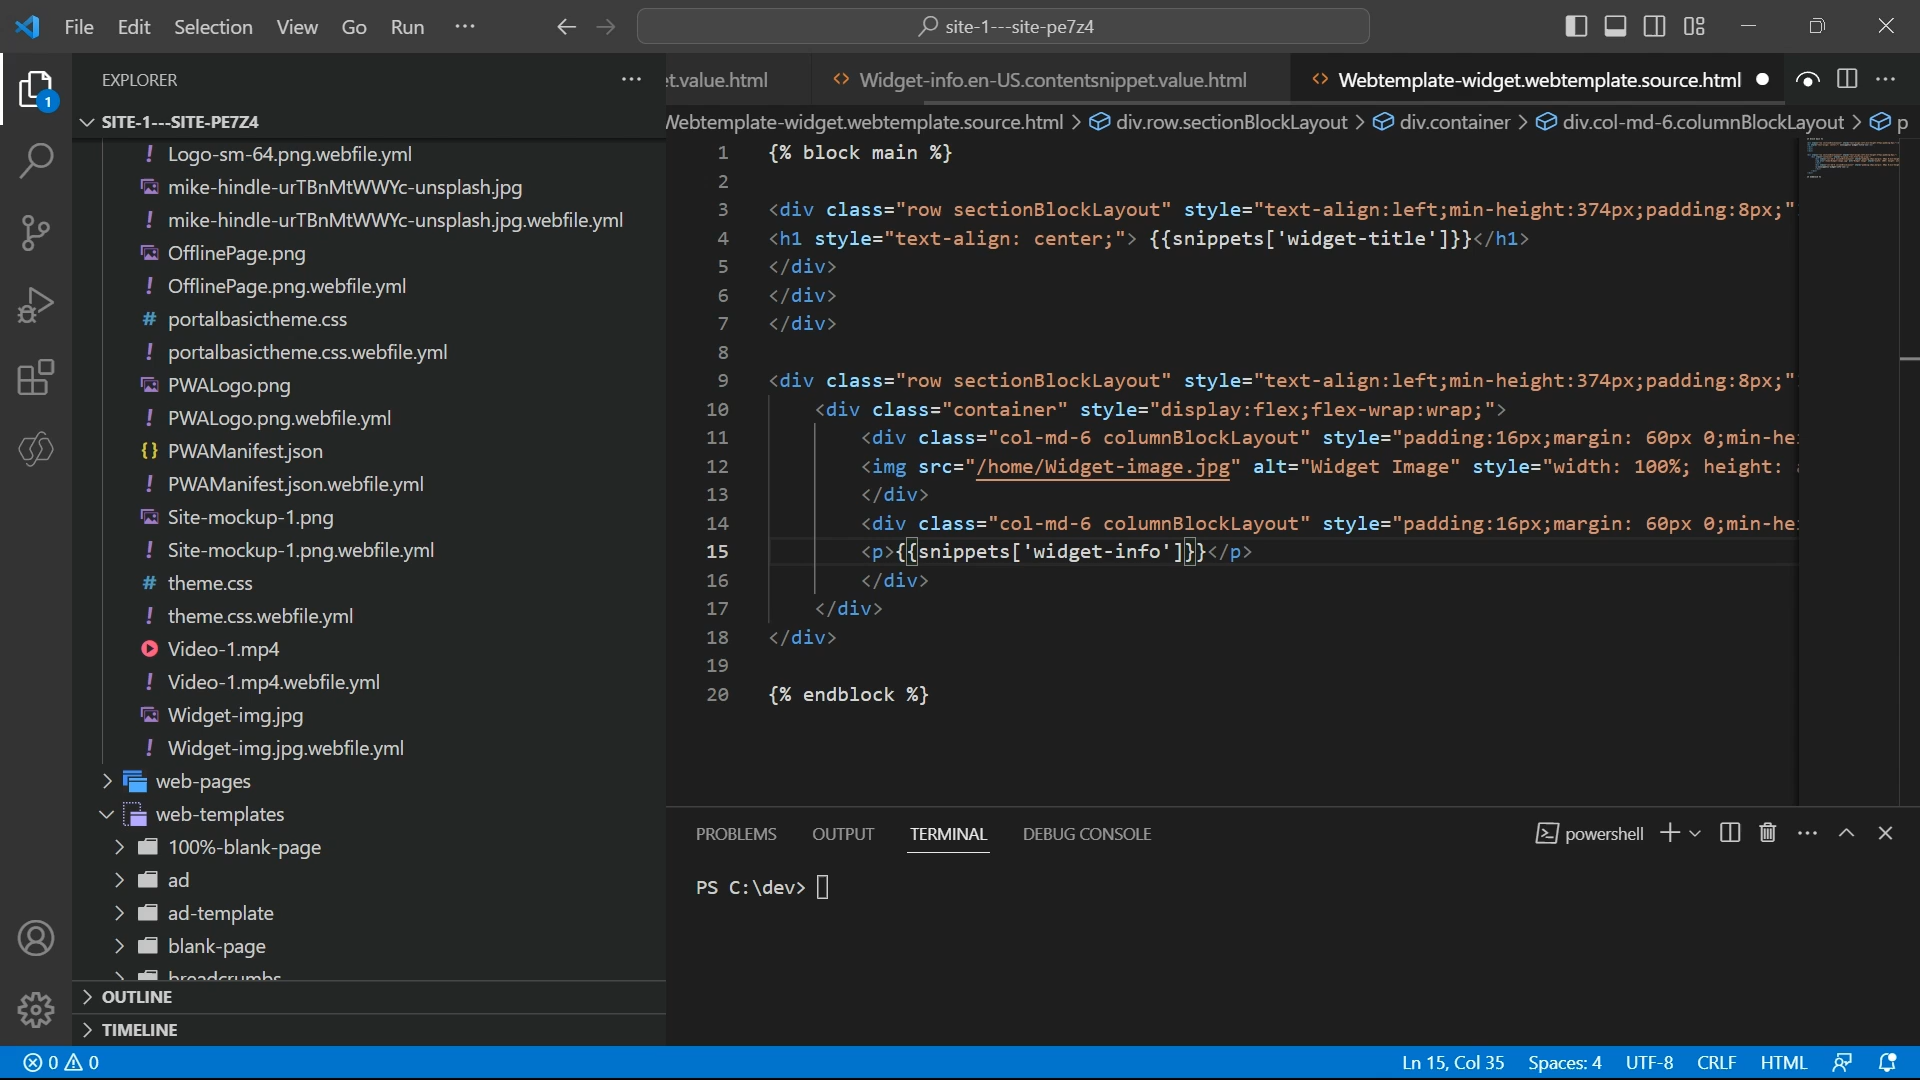 File Edit Selection View Go Run ··· site-1---site-pe7z4
EXPLORER
t.value.html Widget-info.en-US.contentsnippet.value.html Webtemplate-widget.webtemplate.source.html
SITE-1---SITE-PE7Z4
Webtemplate-widget.webtemplate.source.html > div.row.sectionBlockLayout > div.container > div.col-md-6.columnBlockLayout > p
Logo-sm-64.png.webfile.yml
mike-hindle-urTBnMtWWYc-unsplash.jpg
mike-hindle-urTBnMtWWYc-unsplash.jpg.webfile.yml
OfflinePage.png
OfflinePage.png.webfile.yml
portalbasictheme.css
portalbasictheme.css.webfile.yml
PWALogo.png
PWALogo.png.webfile.yml
PWAManifest.json
PWAManifest.json.webfile.yml
Site-mockup-1.png
Site-mockup-1.png.webfile.yml
theme.css
theme.css.webfile.yml
Video-1.mp4
Video-1.mp4.webfile.yml
Widget-img.jpg
Widget-img.jpg.webfile.yml
web-pages
web-templates
100%-blank-page
ad
ad-template
blank-page
breadcrumbs
OUTLINE
TIMELINE
1 {% block main %}
2
3 <div class="row sectionBlockLayout" style="text-align:left;min-height:374px;padding:8px;"
4 <h1 style="text-align: center;"> {{snippets['widget-title']}}</h1>
5 </div>
6 </div>
7 </div>
8
9 <div class="row sectionBlockLayout" style="text-align:left;min-height:374px;padding:8px;"
10 <div class="container" style="display:flex;flex-wrap:wrap;">
11 <div class="col-md-6 columnBlockLayout" style="padding:16px;margin: 60px 0;min-he
12 <img src="/home/Widget-image.jpg" alt="Widget Image" style="width: 100%; height:
13 </div>
14 <div class="col-md-6 columnBlockLayout" style="padding:16px;margin: 60px 0;min-he
15 <p>{{snippets['widget-info']}}</p>
16 </div>
17 </div>
18 </div>
19
20 {% endblock %}
PROBLEMS OUTPUT TERMINAL DEBUG CONSOLE powershell
PS C:\dev>
0 0 Ln 15, Col 35 Spaces: 4 UTF-8 CRLF HTML